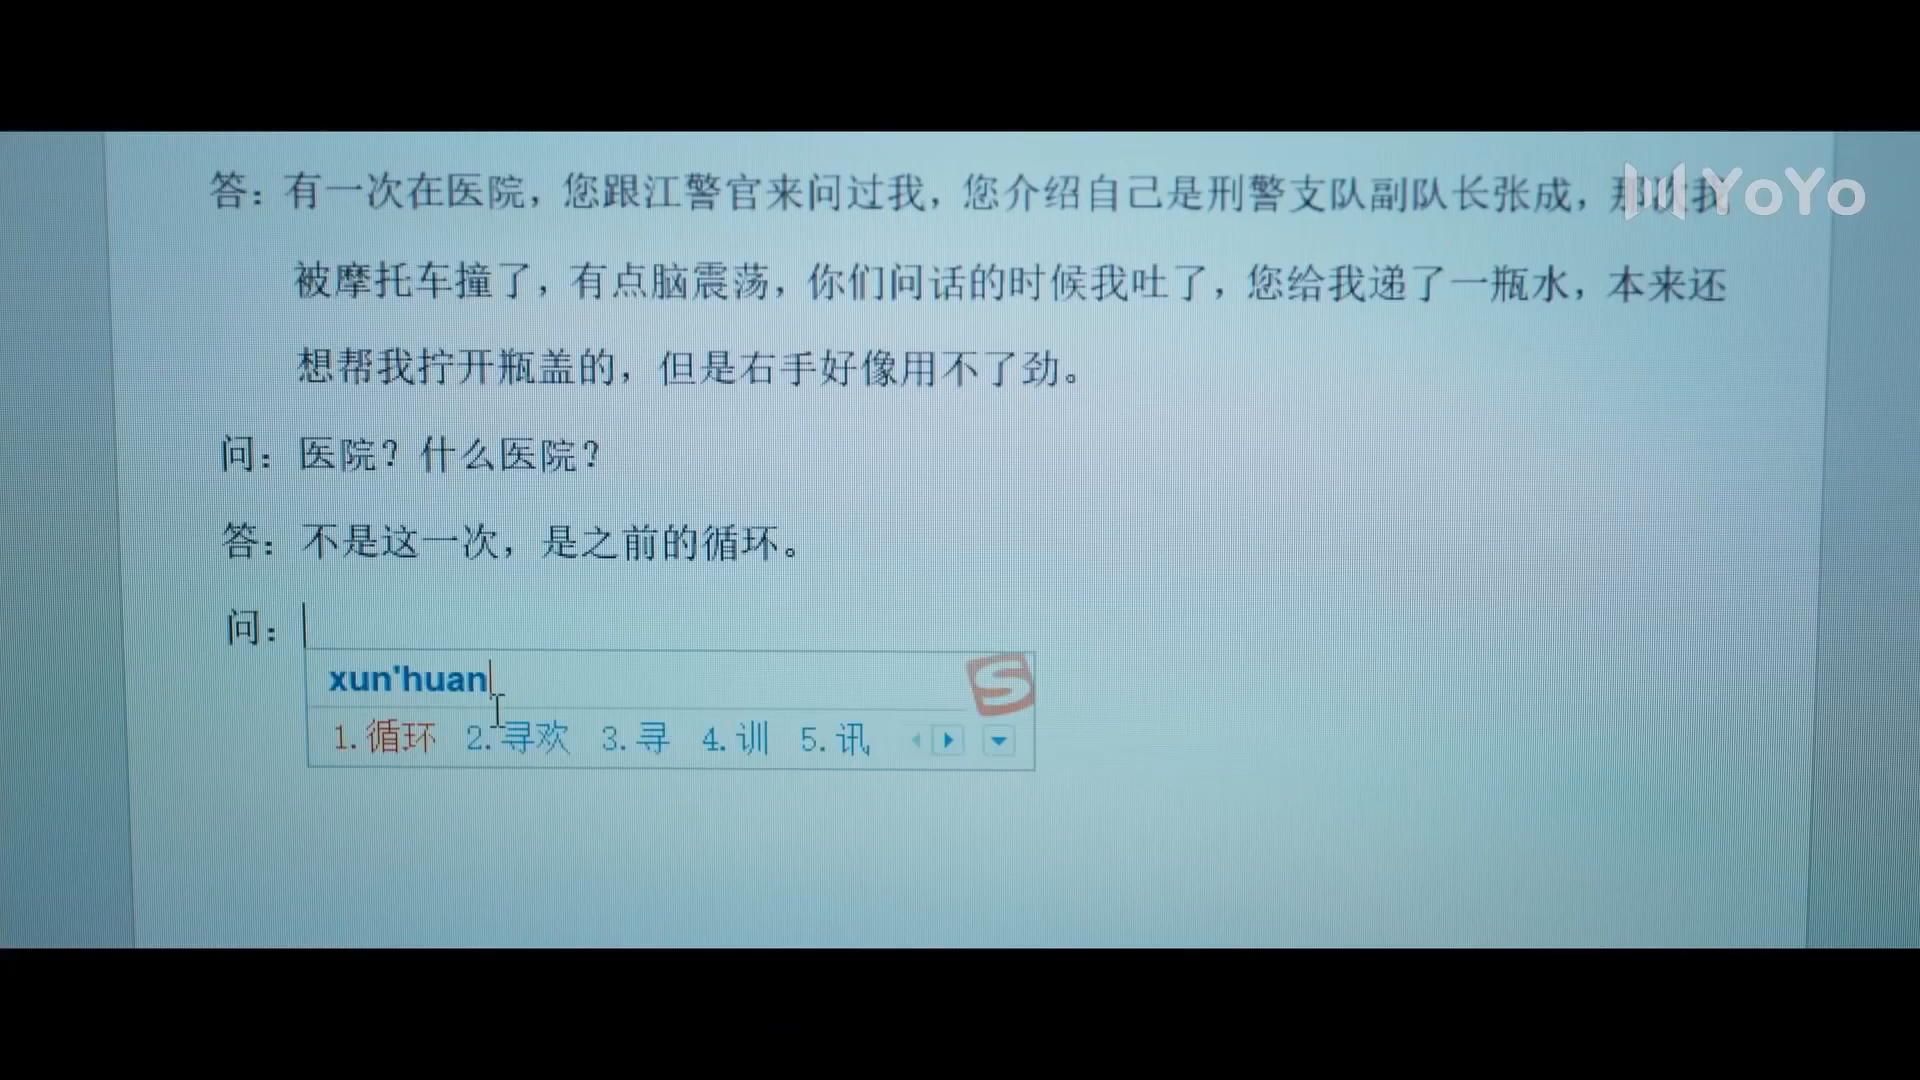 YoYo
答：有一次在医院，您跟江警官来问过我，您介绍自己是刑警支队副队长张成，那次我
被摩托车撞了，有点脑震荡，你们问话的时候我吐了，您给我递了一瓶水，本来还
想帮我拧开瓶盖的，但是右手好像用不了劲。
问：医院？什么医院？
答：不是这一次，是之前的循环。
问：
xun'huan
1.循环 2.寻欢 3.寻 4.训 5.讯